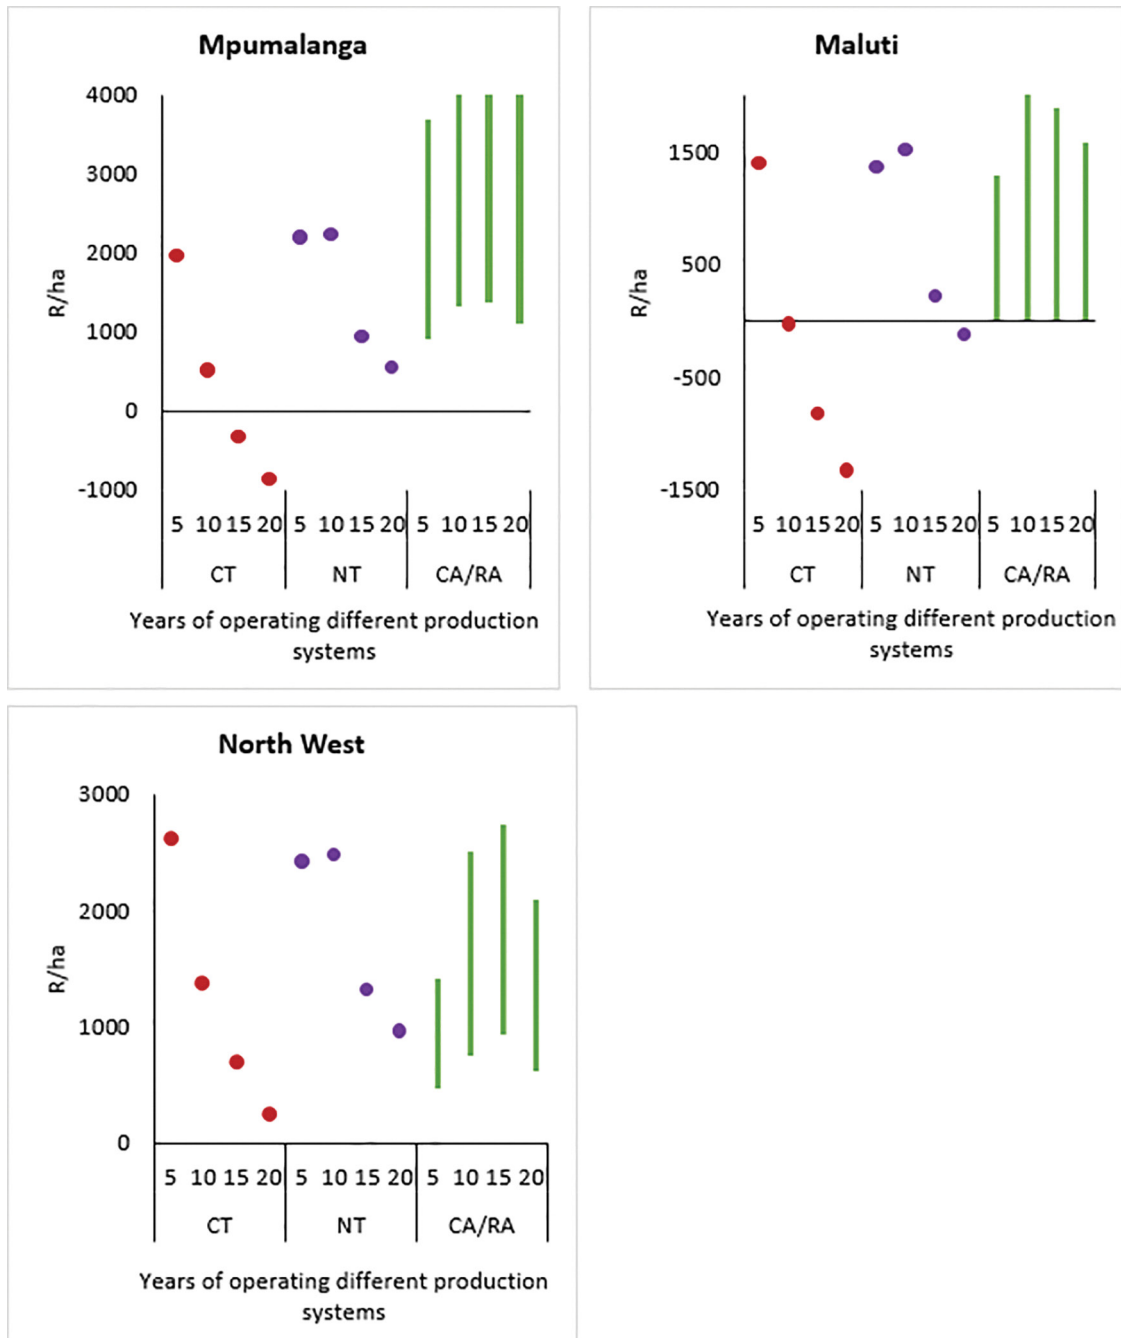 Mpumalanga
4000
3000
2000
1000
0
-1000
R/ha
5 10 15 20 5 10 15 20 5 10 15 20
CT NT CA/RA
Years of operating different production
systems
Maluti
1500
500
-500
-1500
R/ha
5 10 15 20 5 10 15 20 5 10 15 20
CT NT CA/RA
Years of operating different production
systems
North West
3000
2000
1000
0
R/ha
5 10 15 20 5 10 15 20 5 10 15 20
CT NT CA/RA
Years of operating different production
systems